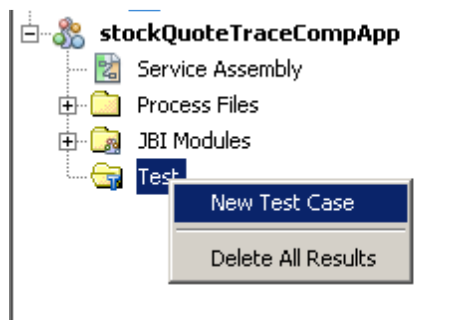 stockQuoteTraceCompApp
Service Assembly
Process Files
JBI Modules
Test
New Test Case
Delete All Results